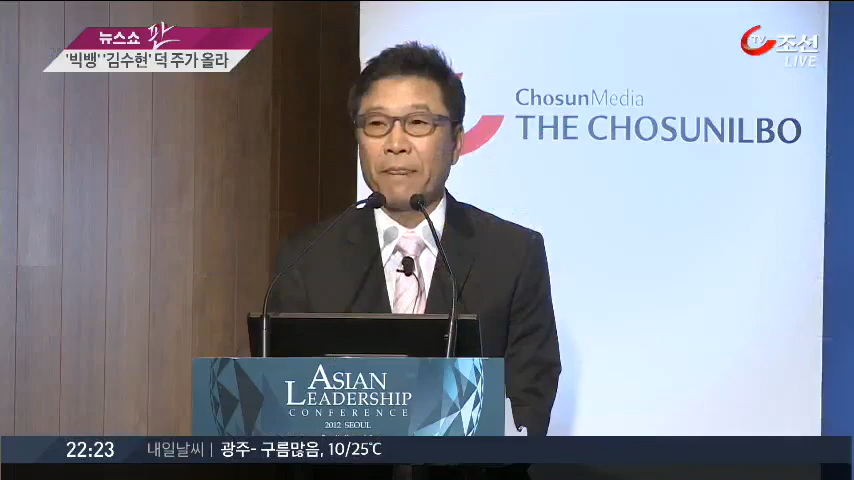 뉴스쇼 판
'빅뱅' '김수현' 덕 주가 올라
TV조선
LIVE
ChosunMedia
THE CHOSUNILBO
ASIAN
LEADERSHIP
CONFERENCE
2012 SEOUL
22:23 내일날씨 | 광주- 구름많음, 10/25℃